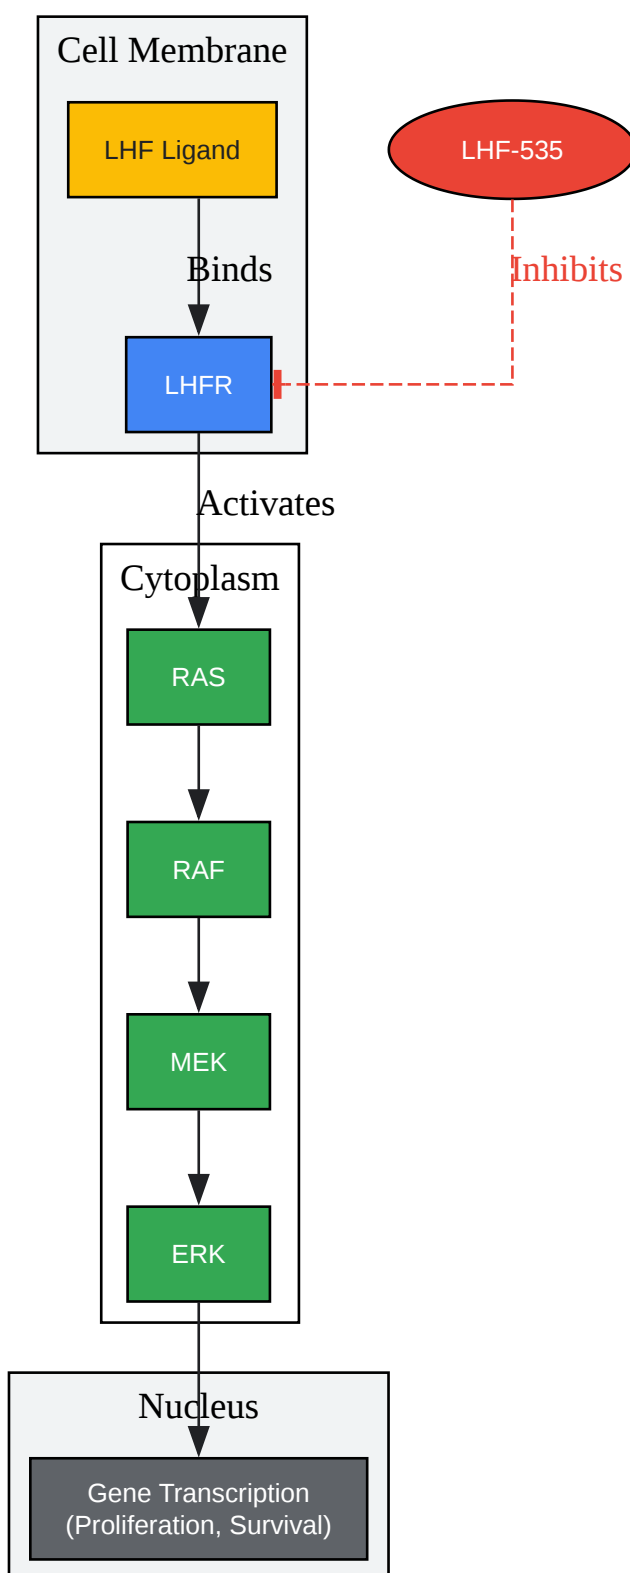 Cell Membrane
LHF Ligand
LHF-535
Binds
Inhibits
LHFR
Activates
Cytoplasm
RAS
RAF
MEK
ERK
Nucleus
Gene Transcription
(Proliferation, Survival)